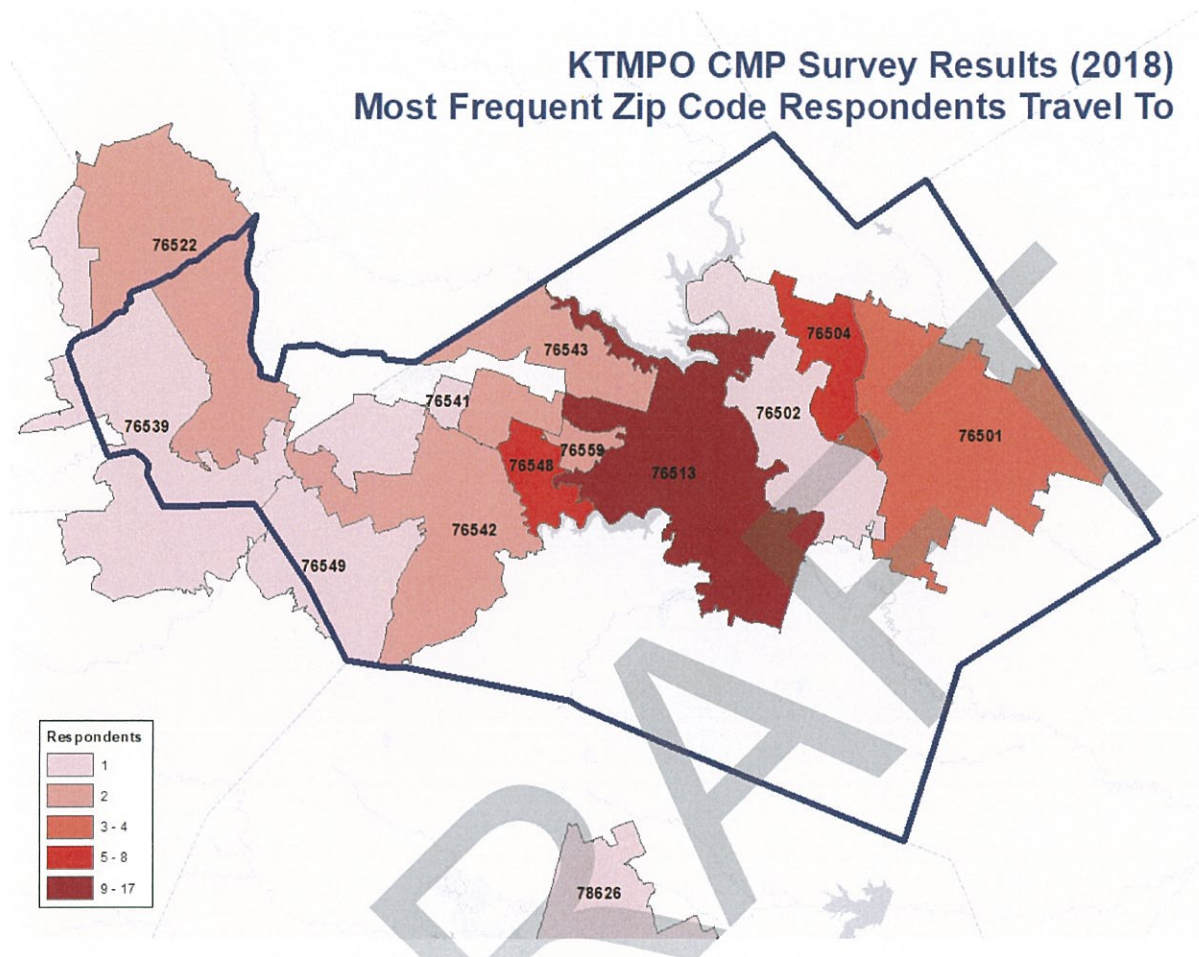 KTMPO CMP Survey Results (2018)
Most Frequent Zip Code Respondents Travel To
76522
76504
76543
76541
76539
76502
76501
76559
76548
76513
76542
76549
Respondents
1
2
3 - 4
5 - 8
9 - 17
78626
DRAFT